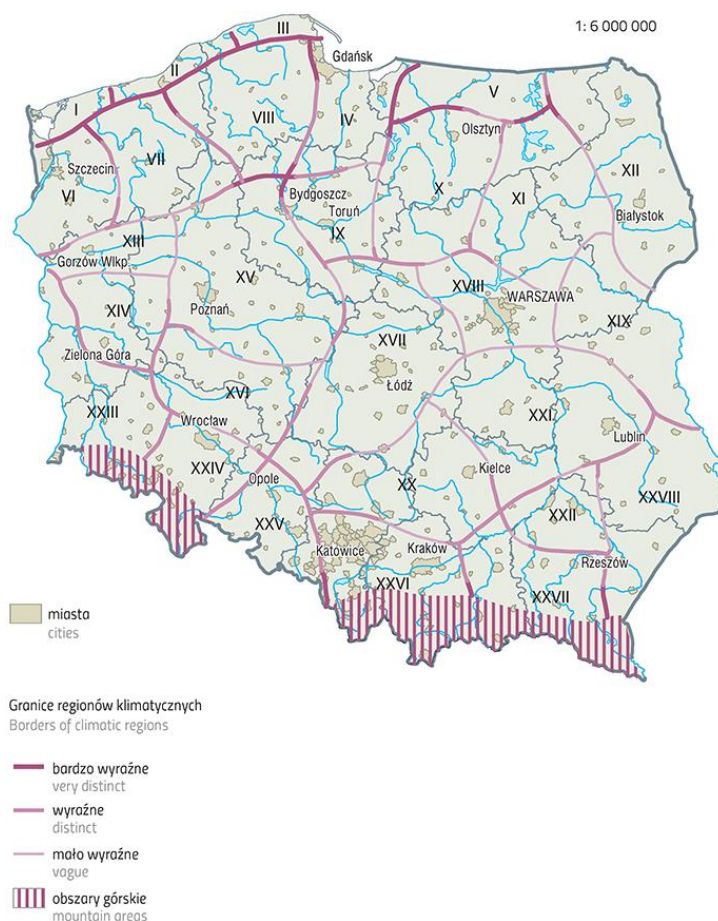 1: 6 000 000
III
Gdańsk
II
I
V
VIII
IV
Olsztyn
VII
Szczecin
X
XII
VI
Bydgoszcz
XI
Toruń
Białystok
XIII
IX
Gorzów Wlkp.
XV
XVIII
WARSZAWA
XIV
Poznań
XIX
XVII
Zielona Góra
Łódź
XVI
XXIII
Wrocław
XXI
Lublin
XXIV
Opole
Kielce
XX
XXVIII
XXV
XXII
Katowice
Kraków
Rzeszów
XXVI
XXVII
miasta
cities
Granice regionów klimatycznych
Borders of climatic regions
bardzo wyraźne
very distinct
wyraźne
distinct
mało wyraźne
vague
obszary górskie
mountain areas